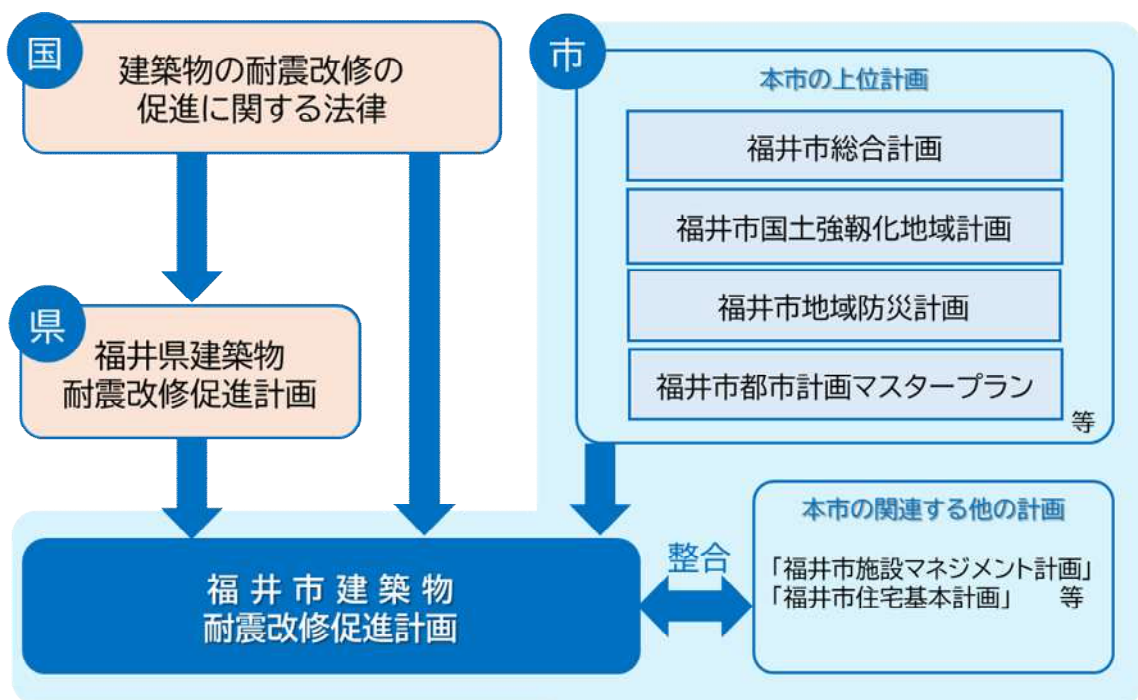 国
建築物の耐震改修の
促進に関する法律
県
福井県建築物
耐震改修促進計画
市
本市の上位計画
福井市総合計画
福井市国土強靱化地域計画
福井市地域防災計画
福井市都市計画マスタープラン
等
福井市建築物
耐震改修促進計画
整合
本市の関連する他の計画
「福井市施設マネジメント計画」
「福井市住宅基本計画」 等